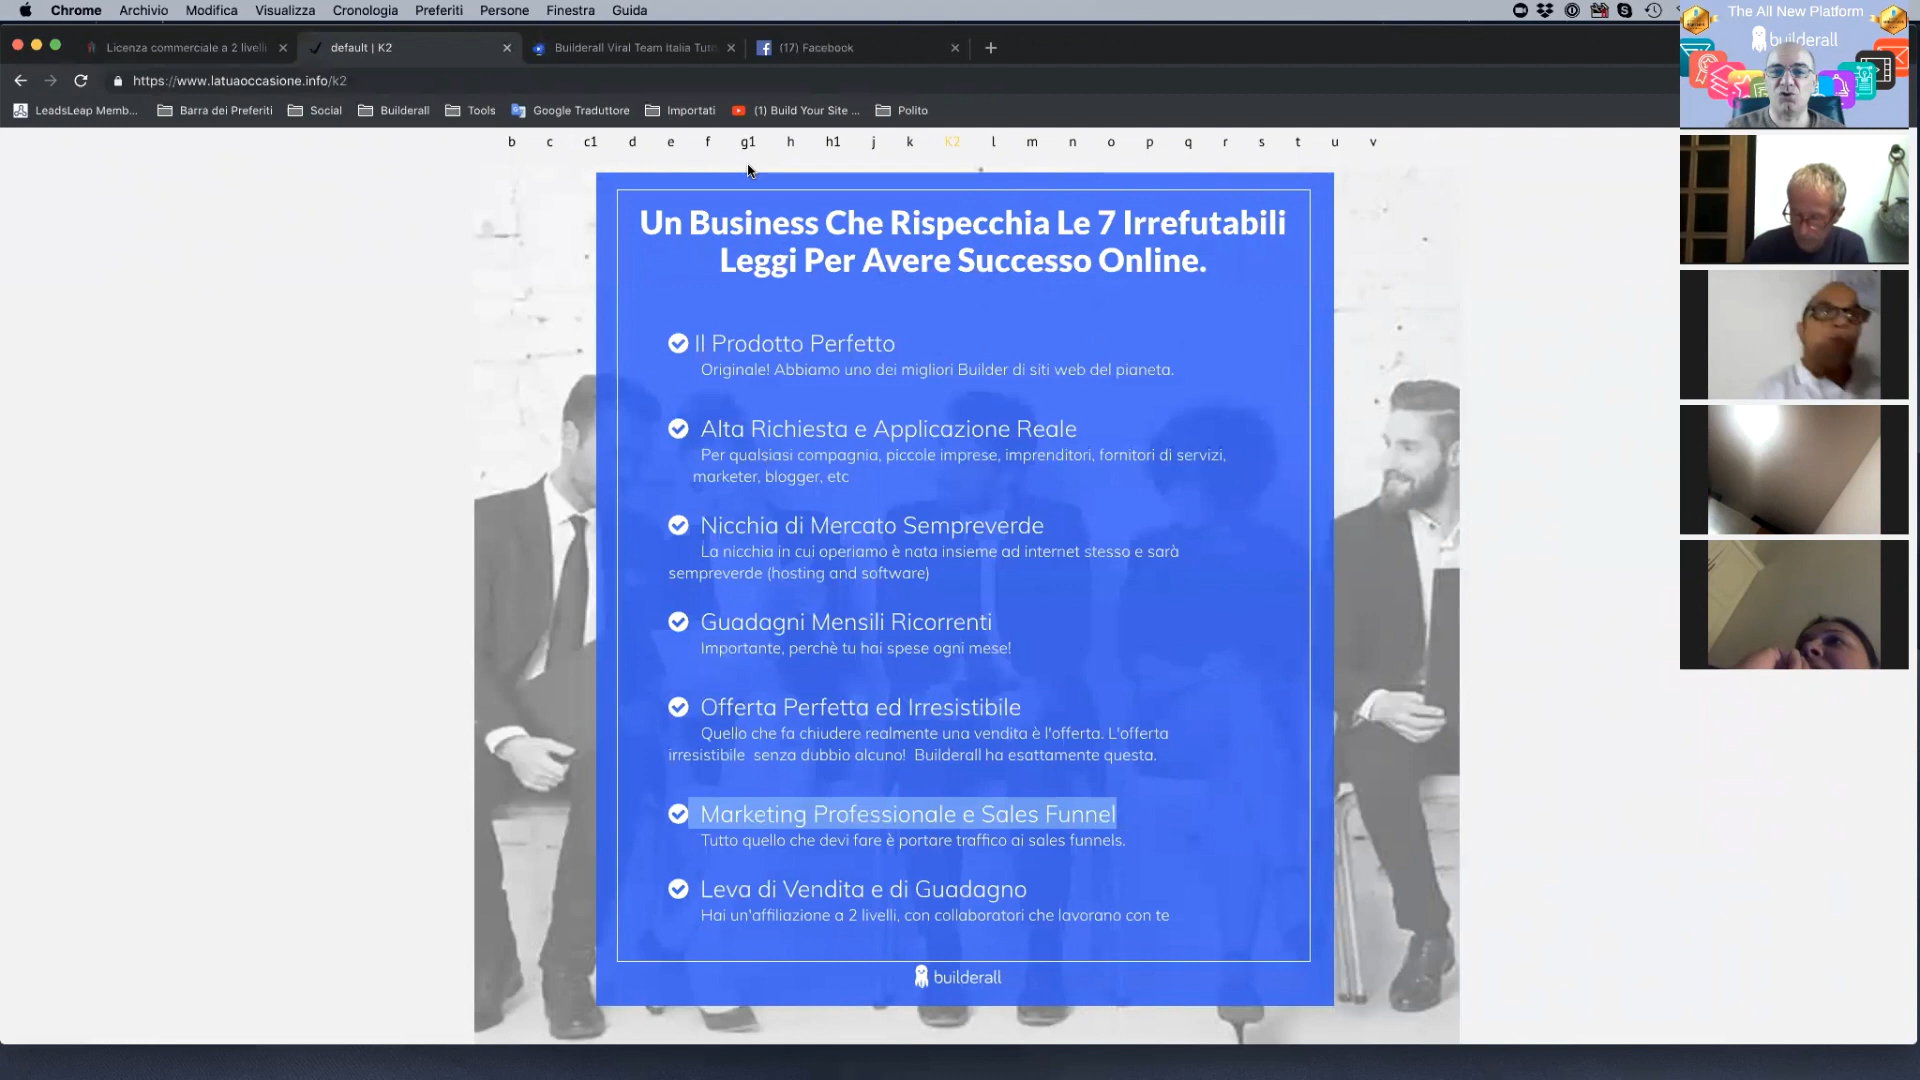 Chrome Archivio Modifica Visualizza Cronologia Preferiti Persone Finestra Guida
Licenza commerciale a 2 livelli
default | K2
Builderall Viral Team Italia Tuto
(17) Facebook
https://www.latuaoccasione.info/k2
LeadsLeap Memb... Barra dei Preferiti Social Builderall Tools Google Traduttore Importati (1) Build Your Site ... Polito
b c c1 d e f g1 h h1 j k K2 l m n o p q r s t u v
Un Business Che Rispecchia Le 7 Irrefutabili
Leggi Per Avere Successo Online.
Il Prodotto Perfetto
Originale! Abbiamo uno dei migliori Builder di siti web del pianeta.
Alta Richiesta e Applicazione Reale
Per qualsiasi compagnia, piccole imprese, imprenditori, fornitori di servizi,
marketer, blogger, etc
Nicchia di Mercato Sempreverde
La nicchia in cui operiamo è nata insieme ad internet stesso e sarà
sempreverde (hosting and software)
Guadagni Mensili Ricorrenti
Importante, perchè tu hai spese ogni mese!
Offerta Perfetta ed Irresistibile
Quello che fa chiudere realmente una vendita è l'offerta. L'offerta
irresistibile senza dubbio alcuno! Builderall ha esattamente questa.
Marketing Professionale e Sales Funnel
Tutto quello che devi fare è portare traffico ai sales funnels.
Leva di Vendita e di Guadagno
Hai un'affiliazione a 2 livelli, con collaboratori che lavorano con te
builderall
The All New Platform
builderall